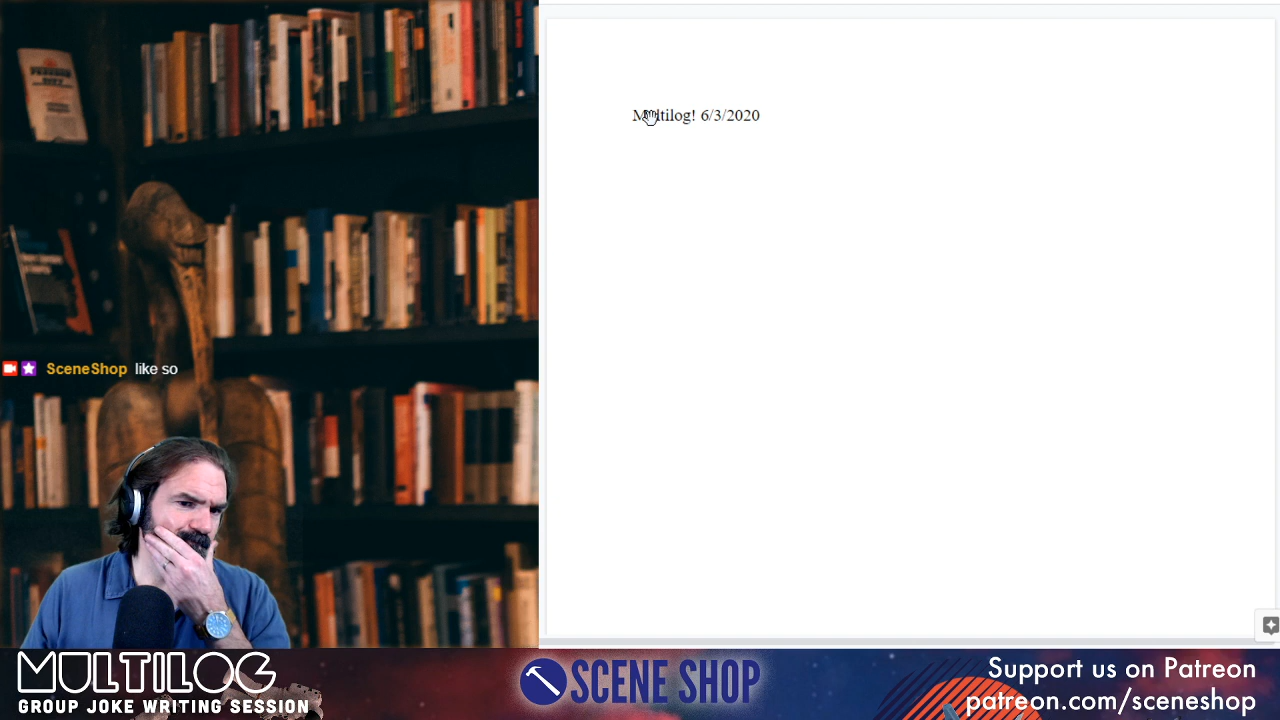 Multilog! 6/3/2020
SceneShop like so
MULTILOG
GROUP JOKE WRITING SESSION
SCENE SHOP
Support us on Patreon
patreon.com/sceneshop